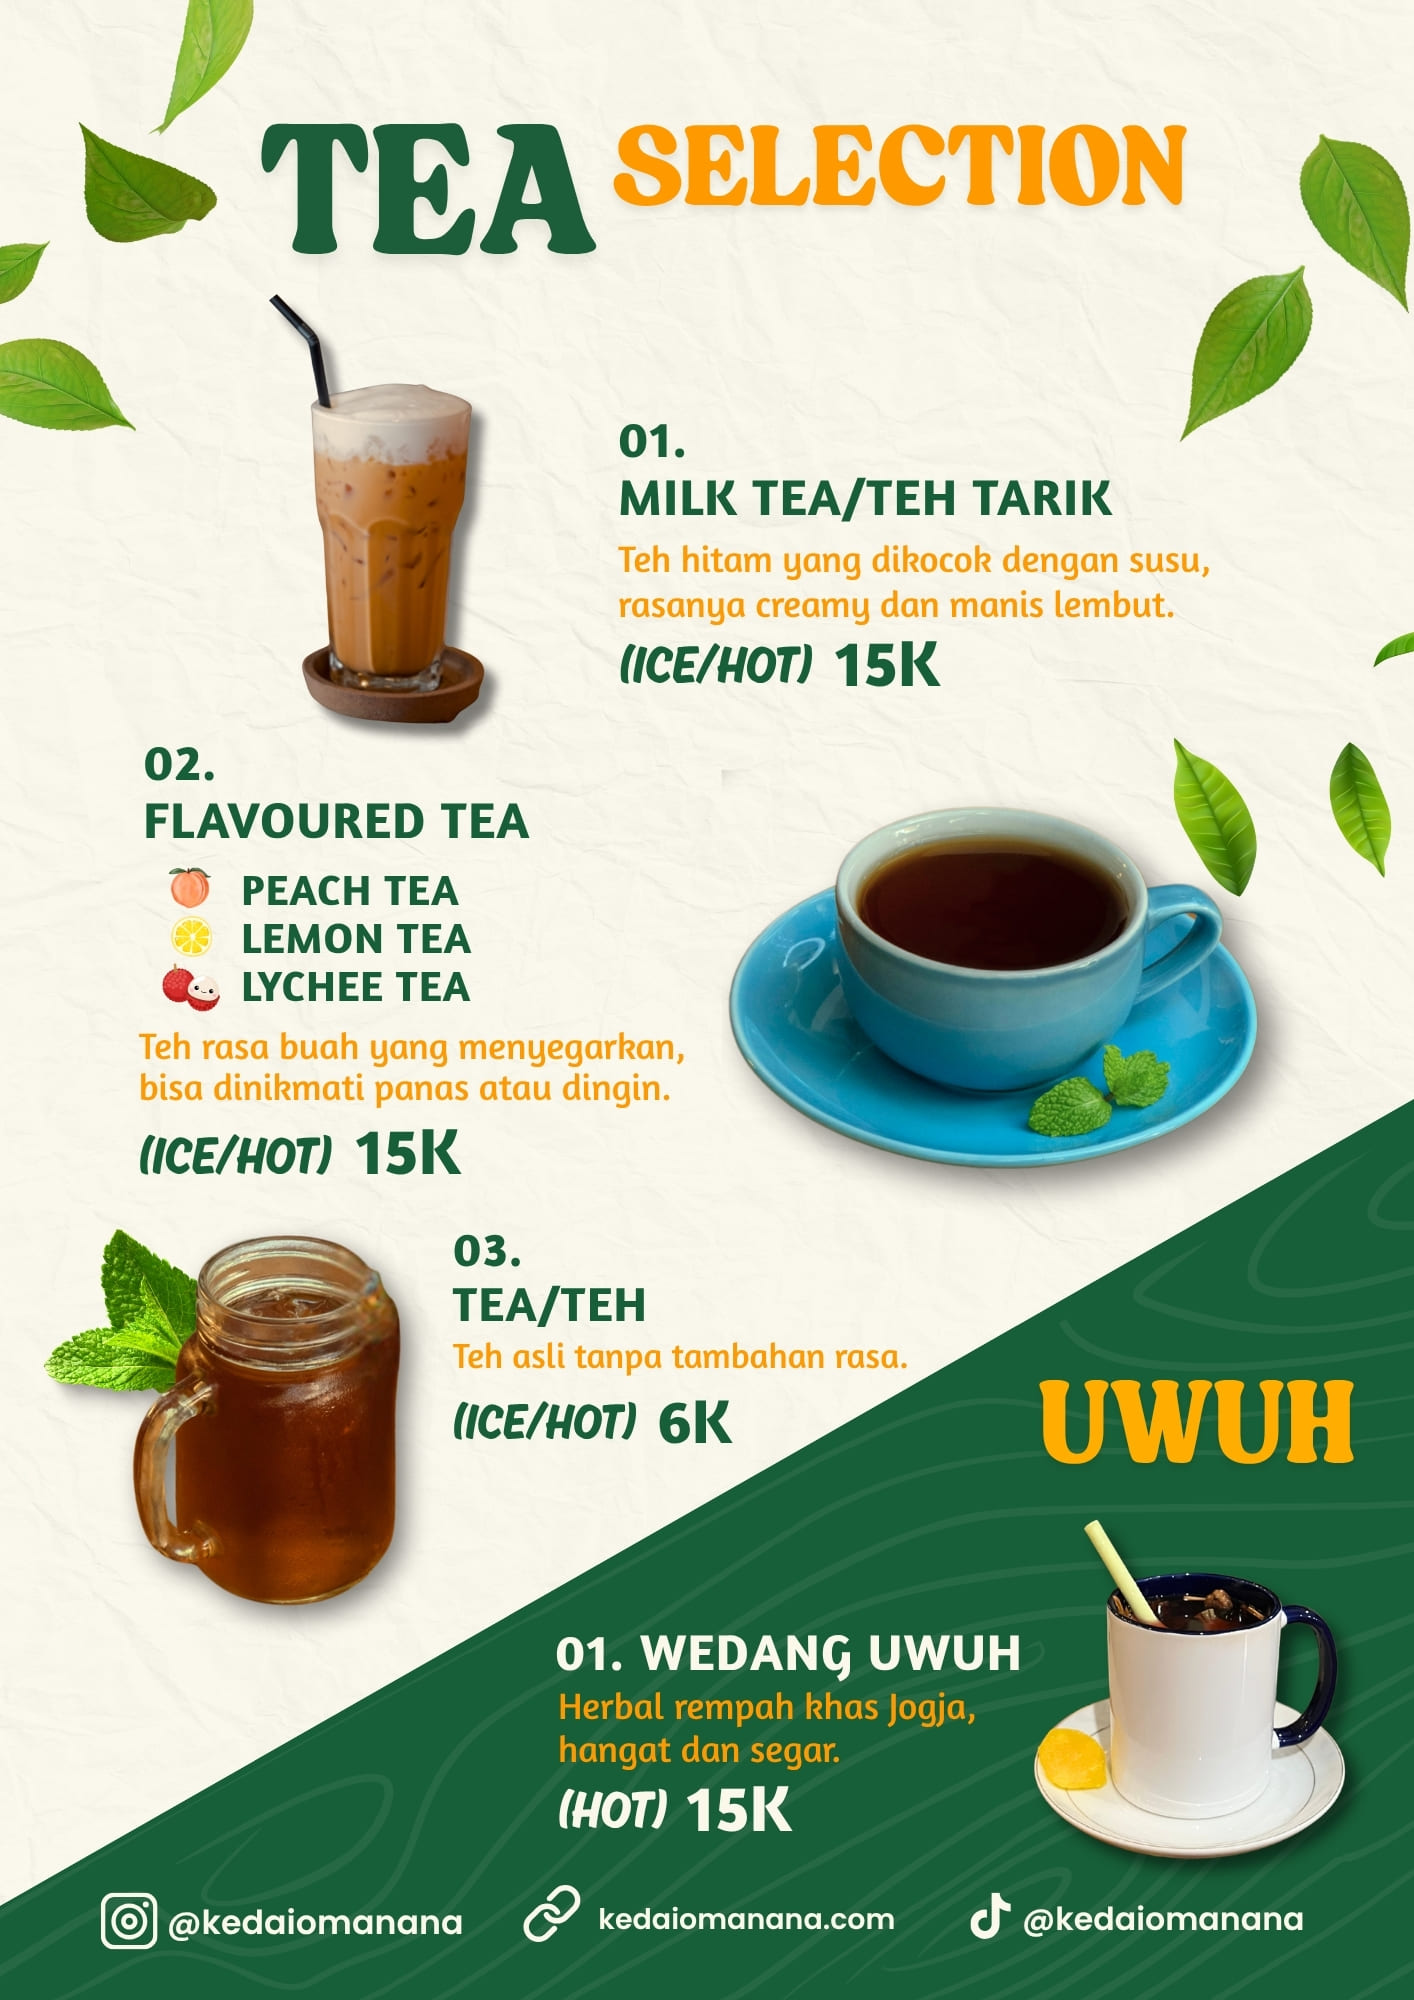 TEA SELECTION
01.
MILK TEA/TEH TARIK
Teh hitam yang dikocok dengan susu,
rasanya creamy dan manis lembut.
(ICE/HOT) 15K
02.
FLAVOURED TEA
PEACH TEA
LEMON TEA
LYCHEE TEA
Teh rasa buah yang menyegarkan,
bisa dinikmati panas atau dingin.
(ICE/HOT) 15K
03.
TEA/TEH
Teh asli tanpa tambahan rasa.
(ICE/HOT) 6K
UWUH
01. WEDANG UWUH
Herbal rempah khas Jogja,
hangat dan segar.
(HOT) 15K
@kedaiomanana kedaiomanana.com @kedaiomanana